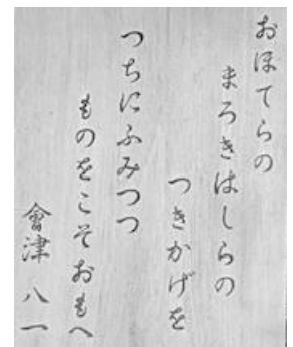 おほてらの
まろきはしらの
つきかげを
つちにふみつつ
ものをこそおもへ
會津 八一